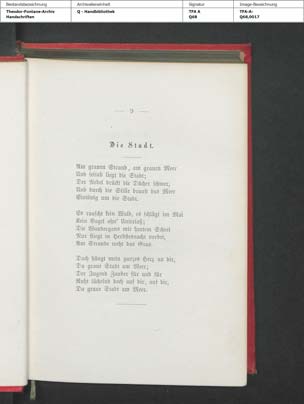 Bestandsbezeichnung
Theodor-Fontane-Archiv
Handschriften
Archivalieneinheit
Q - Handbibliothek
Signatur
TFA A
Q68
Image-Bezeichnung
TFA-A-
Q68,0017
— 9 —
Die Stadt.
Am grauen Strand, am grauen Meer
Und seitab liegt die Stadt;
Der Nebel drückt die Dächer schwer,
Und durch die Stille braust das Meer
Eintönig um die Stadt.
Es rauscht kein Wald, es schlägt im Mai
Kein Vogel ohn' Unterlaß;
Die Wandergans mit hartem Schrei
Nur fliegt in Herbstesnacht vorbei,
Am Strande weht das Gras.
Doch hängt mein ganzes Herz an dir,
Du graue Stadt am Meer;
Der Jugend Zauber für und für
Ruht lächelnd doch auf dir, auf dir,
Du graue Stadt am Meer.